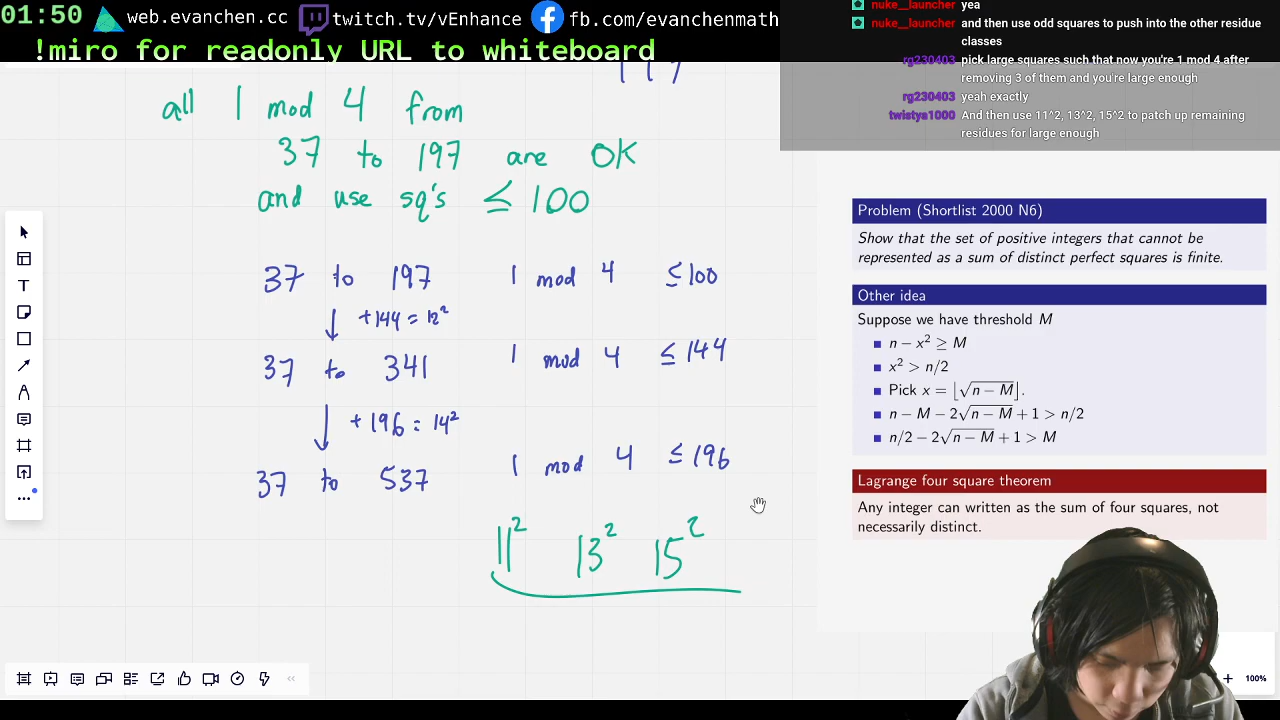 01:50 web.evanchen.cc twitch.tv/vEnhance fb.com/evanchenmath
!miro for readonly URL to whiteboard
nuke__launcher yea
nuke__launcher and then use odd squares to push into the other residue
classes
rg230403 pick large squares such that now you're 1 mod 4 after
removing 3 of them and you're large enough
rg230403 yeah exactly
twistya1000 And then use 11^2, 13^2, 15^2 to patch up remaining
residues for large enough
all 1 mod 4 from
37 to 197 are OK
and use sq's ≤ 100
37 to 197 1 mod 4 ≤100
↓ +144 = 12²
37 to 341 1 mod 4 ≤ 144
↓ + 196 = 14²
37 to 537 1 mod 4 ≤ 196
11² 13² 15²
Problem (Shortlist 2000 N6)
Show that the set of positive integers that cannot be
represented as a sum of distinct perfect squares is finite.
Other idea
Suppose we have threshold M
n − x² ≥ M
x² > n/2
Pick x = ⌊√n − M⌋.
n − M − 2√n − M + 1 > n/2
n/2 − 2√n − M + 1 > M
Lagrange four square theorem
Any integer can written as the sum of four squares, not
necessarily distinct.
100%